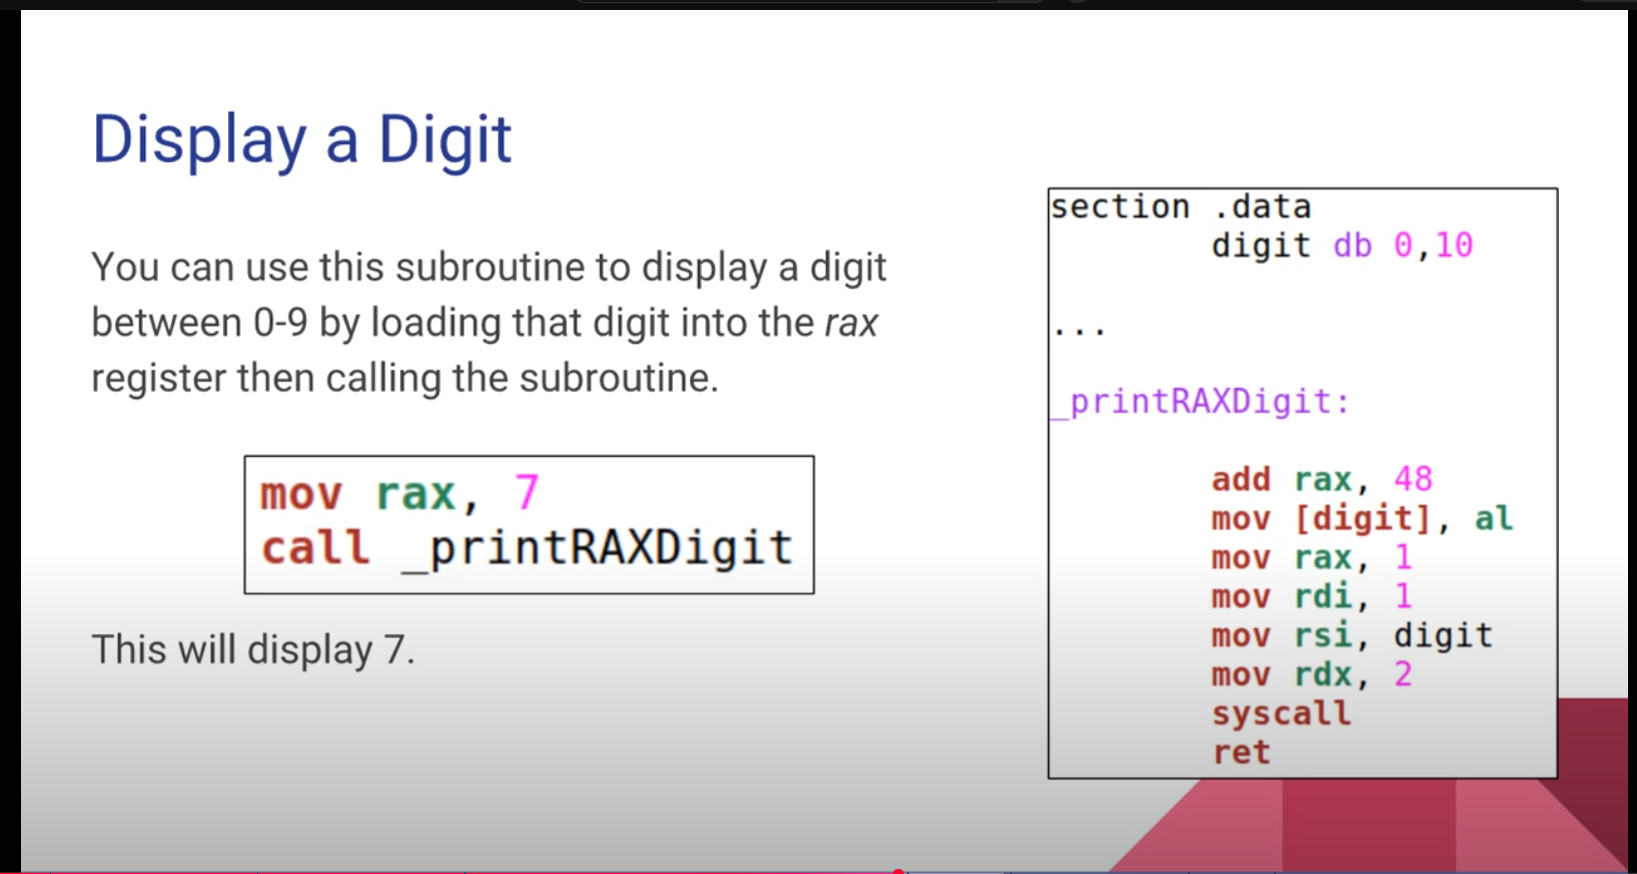 Display a Digit
You can use this subroutine to display a digit
between 0-9 by loading that digit into the rax
register then calling the subroutine.
mov rax, 7
call _printRAXDigit
This will display 7.
section .data
digit db 0,10
...
_printRAXDigit:
add rax, 48
mov [digit], al
mov rax, 1
mov rdi, 1
mov rsi, digit
mov rdx, 2
syscall
ret